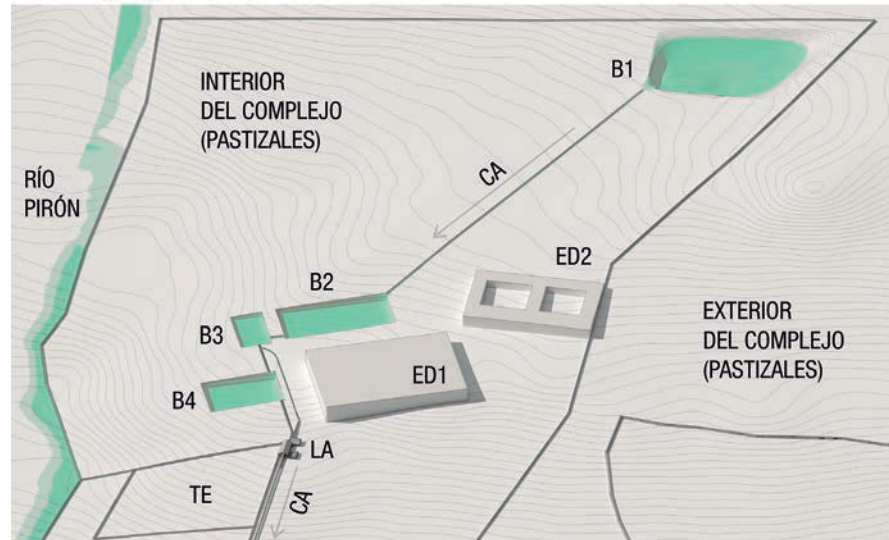 B1
INTERIOR
DEL COMPLEJO
(PASTIZALES)
CA
RÍO
PIRÓN
ED2
B2
EXTERIOR
DEL COMPLEJO
(PASTIZALES)
B3
ED1
B4
LA
TE
CA